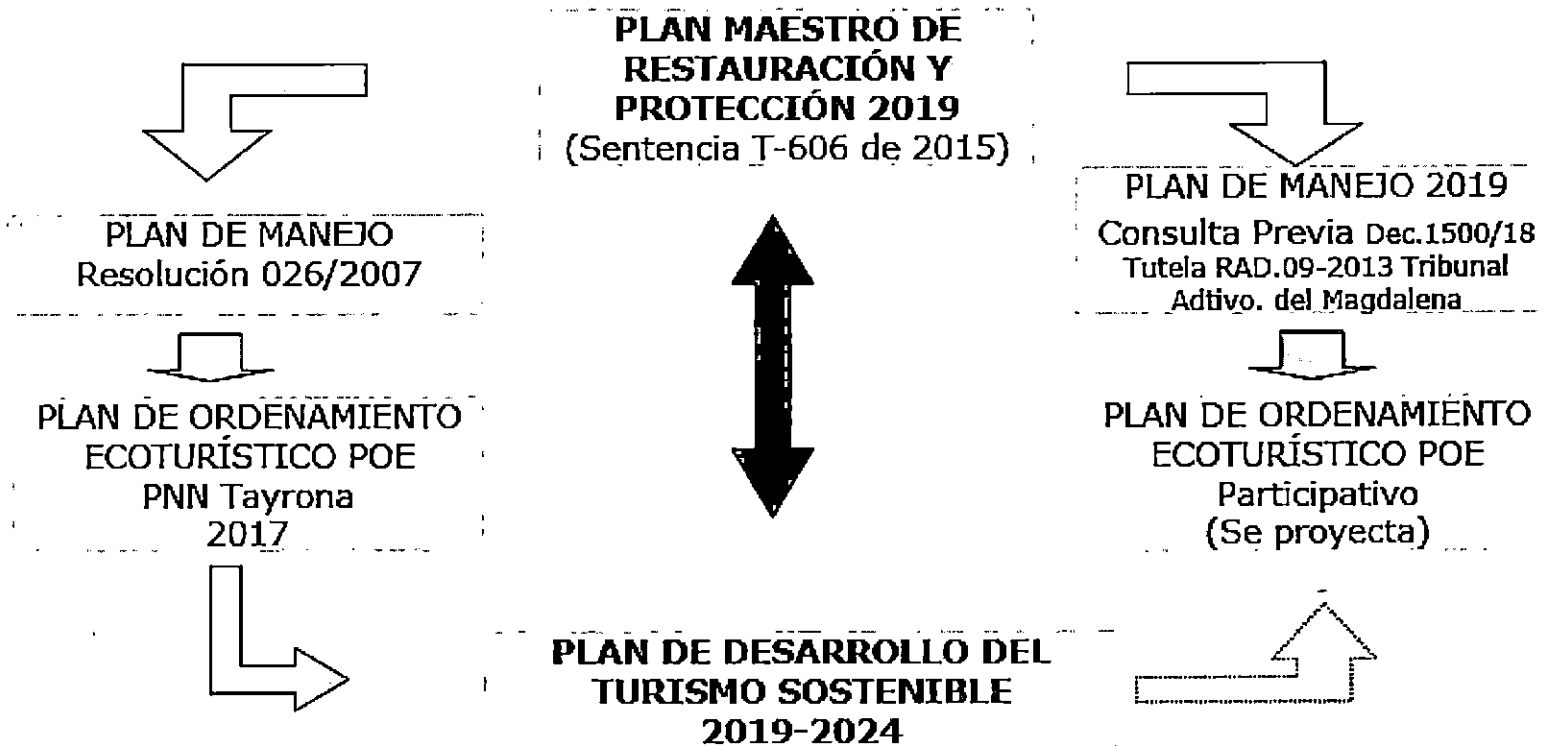 PLAN MAESTRO DE
RESTAURACIÓN Y
PROTECCIÓN 2019
(Sentencia T-606 de 2015)
PLAN DE MANEJO
Resolución 026/2007
PLAN DE ORDENAMIENTO
ECOTURÍSTICO POE
PNN Tayrona
2017
PLAN DE MANEJO 2019
Consulta Previa Dec.1500/18
Tutela RAD.09-2013 Tribunal
Adtivo. del Magdalena
PLAN DE ORDENAMIENTO
ECOTURÍSTICO POE
Participativo
(Se proyecta)
PLAN DE DESARROLLO DEL
TURISMO SOSTENIBLE
2019-2024